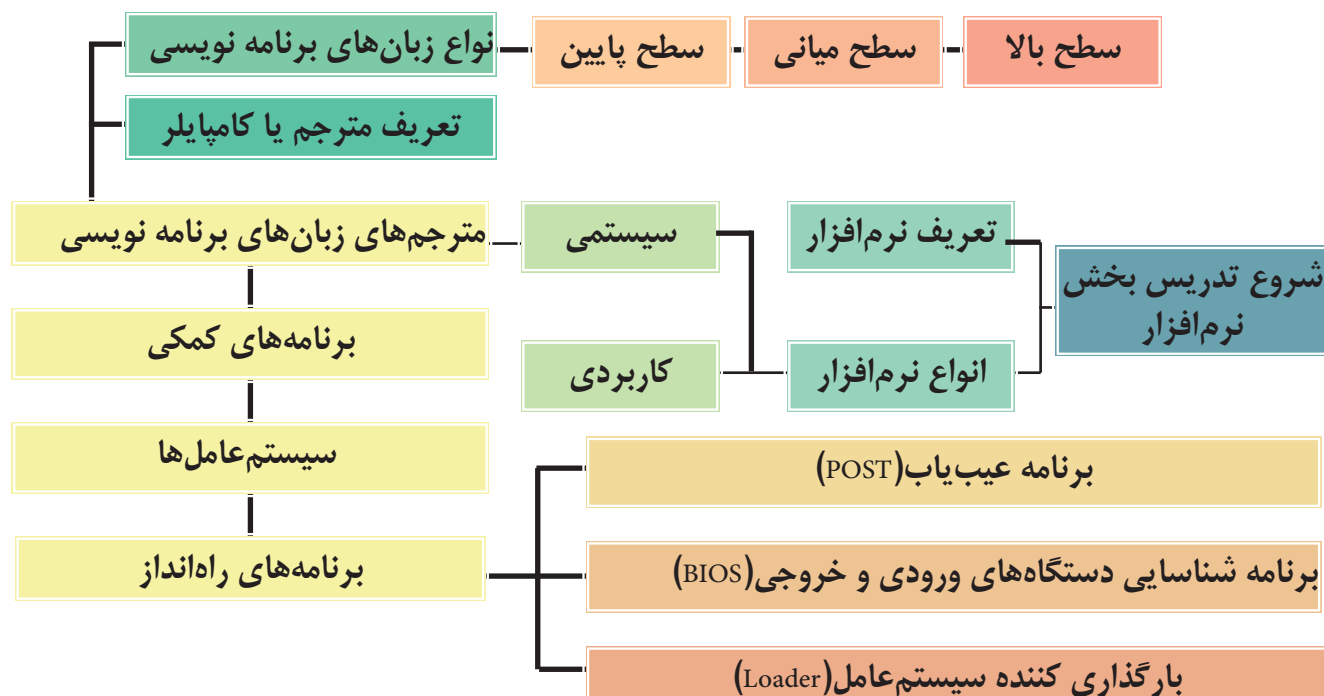 نواع زبان‌های برنامه نویسی
سطح پایین
سطح میانی
سطح بالا
تعریف مترجم یا کامپایلر
مترجم‌های زبان‌های برنامه نویسی
سیستمی
تعریف نرم‌افزار
شروع تدریس بخش
نرم‌افزار
برنامه‌های کمکی
کاربردی
انواع نرم‌افزار
سیستم‌عامل‌ها
برنامه عیب‌یاب(POST)
برنامه‌های راه‌انداز
برنامه شناسایی دستگاه‌های ورودی و خروجی(BIOS)
بارگذاری کننده سیستم‌عامل(Loader)